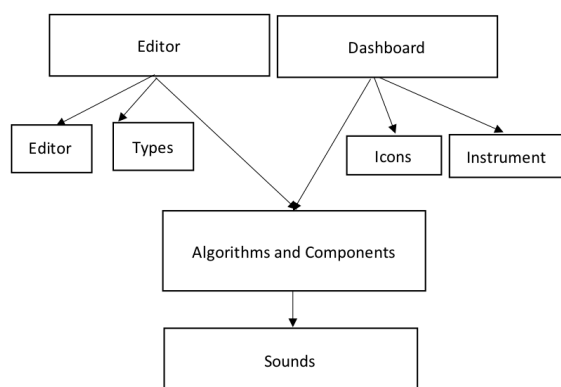 Editor
Dashboard
Editor
Types
Icons
Instrument
Algorithms and Components
Sounds